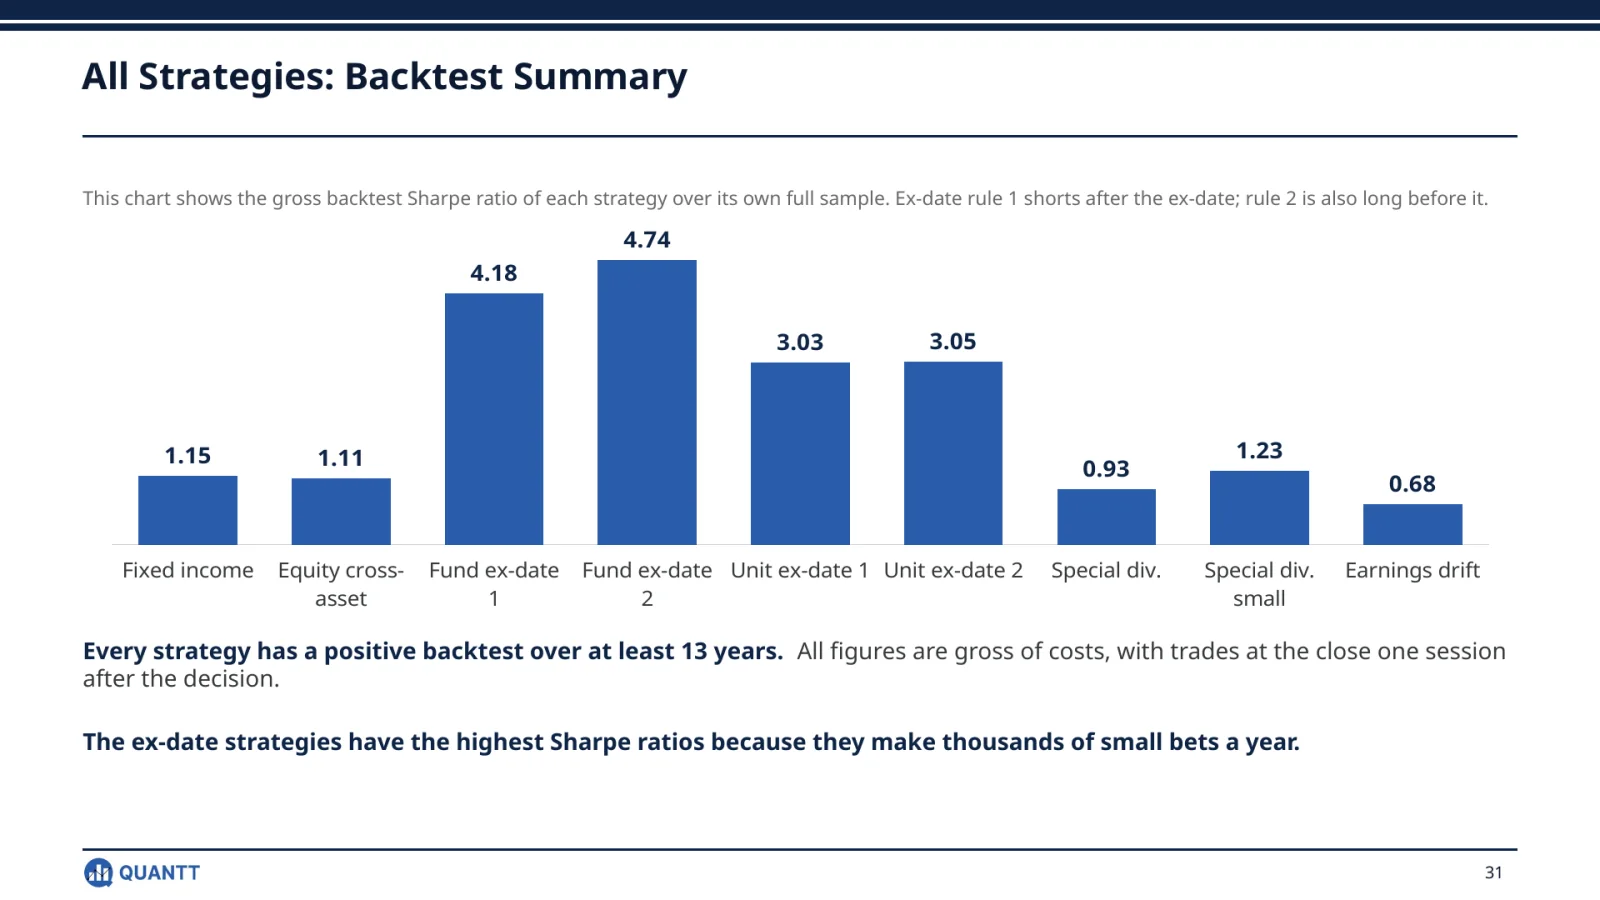 All Strategies: Backtest Summary
This chart shows the gross backtest Sharpe ratio of each strategy over its own full sample. Ex-date rule 1 shorts after the ex-date; rule 2 is also long before it.
1.15
1.11
4.18
4.74
3.03
3.05
0.93
1.23
0.68
Fixed income
Equity cross-
asset
Fund ex-date
1
Fund ex-date
2
Unit ex-date 1
Unit ex-date 2
Special div.
Special div.
small
Earnings drift
Every strategy has a positive backtest over at least 13 years. All figures are gross of costs, with trades at the close one session
after the decision.
The ex-date strategies have the highest Sharpe ratios because they make thousands of small bets a year.
QUANTT
31